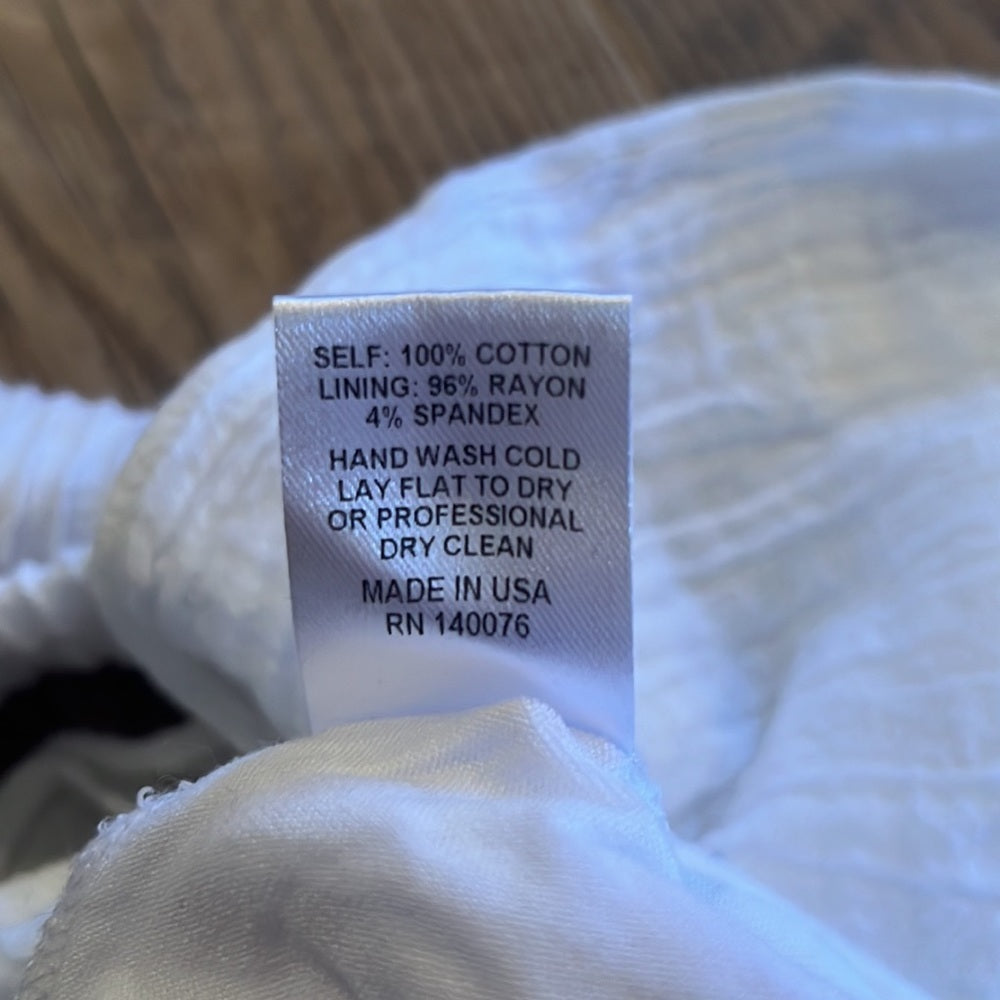 SELF: 100% COTTON
LINING: 96% RAYON
4% SPANDEX
HAND WASH COLD
LAY FLAT TO DRY
OR PROFESSIONAL
DRY CLEAN
MADE IN USA
RN 140076